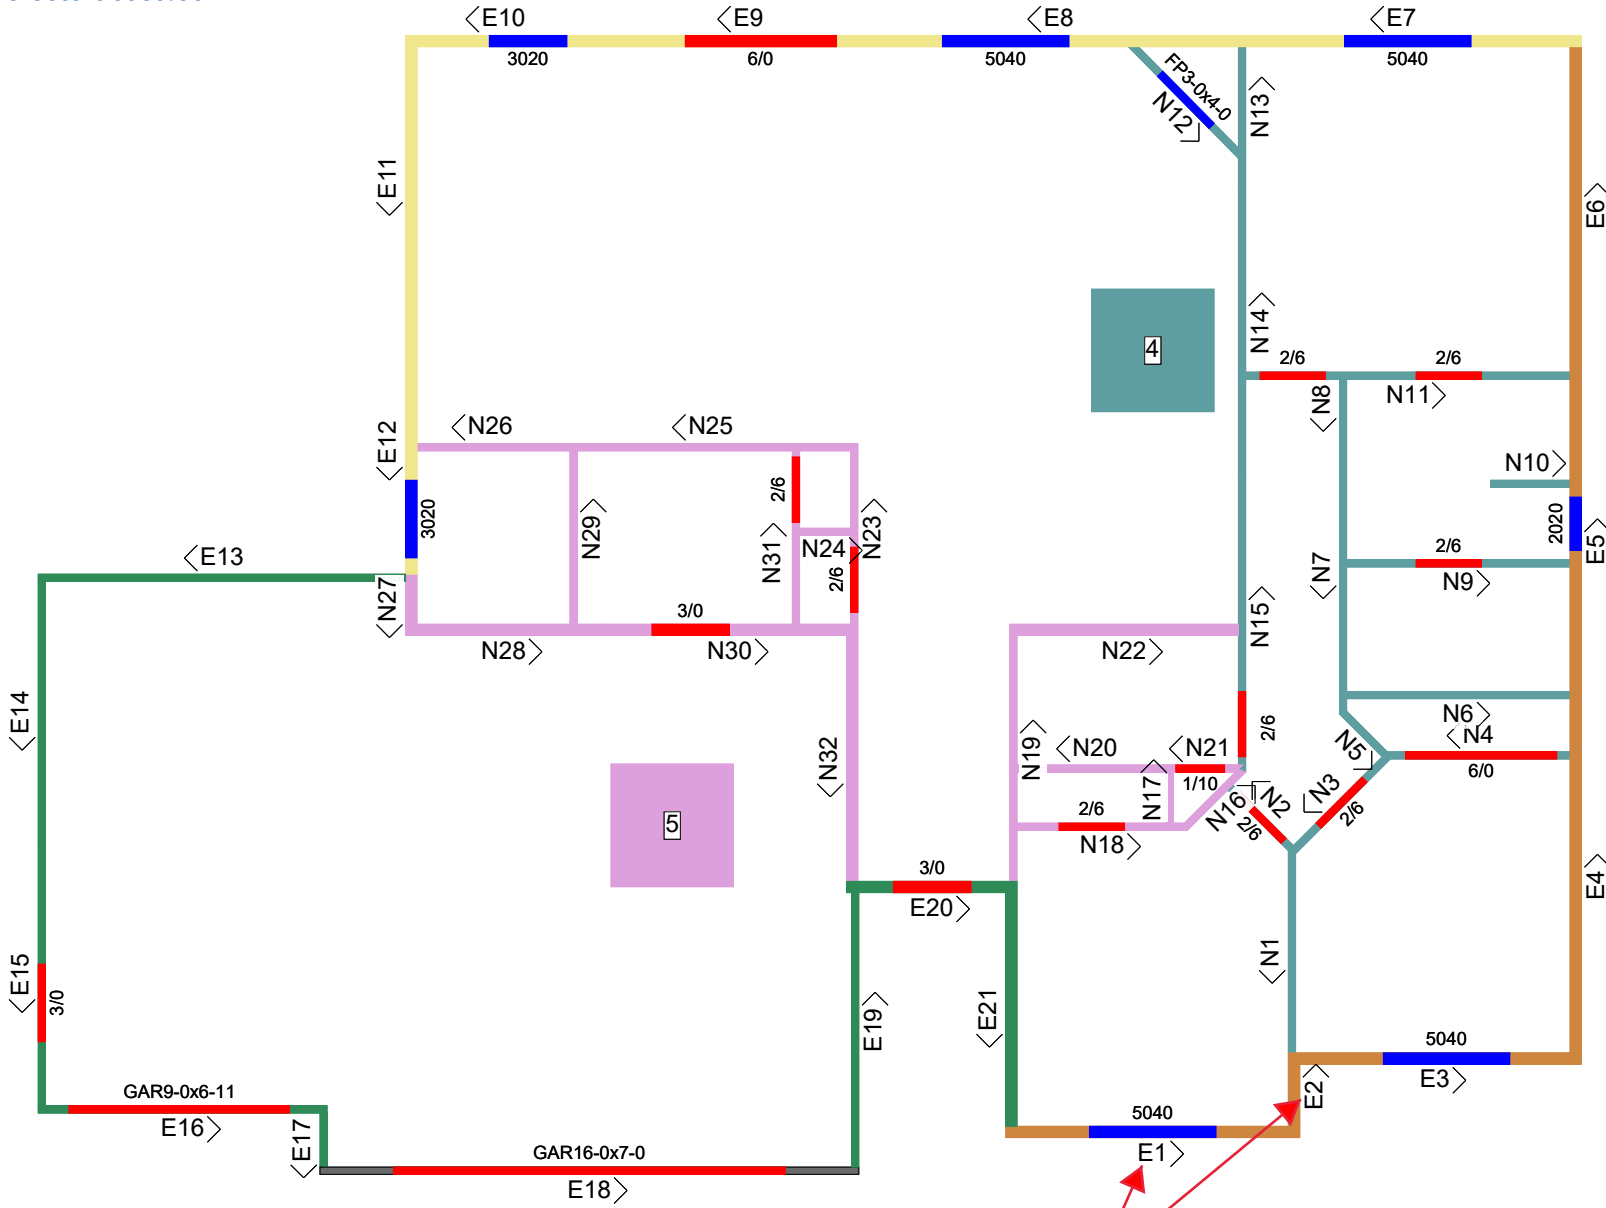 E10
E9
E8
E7
3020
6/0
5040
5040
FP3-0x4-0
N12
N13
E11
E6
N14
4
2/6
2/6
N8
N11
N26
N25
E12
N10
3020
2/6
N29
N31
N24
N23
2/6
2020
E5
E13
N27
2/6
N9
N7
N15
3/0
N28
N30
N22
E14
N6
N4
6/0
N5
N32
N19
N20
N21
1/10
2/6
N17
N16
N2
2/6
N3
2/6
5
2/6
N18
3/0
E20
E4
E15
3/0
E19
E21
N1
5040
E3
E2
GAR9-0x6-11
E16
E17
GAR16-0x7-0
E18
5040
E1